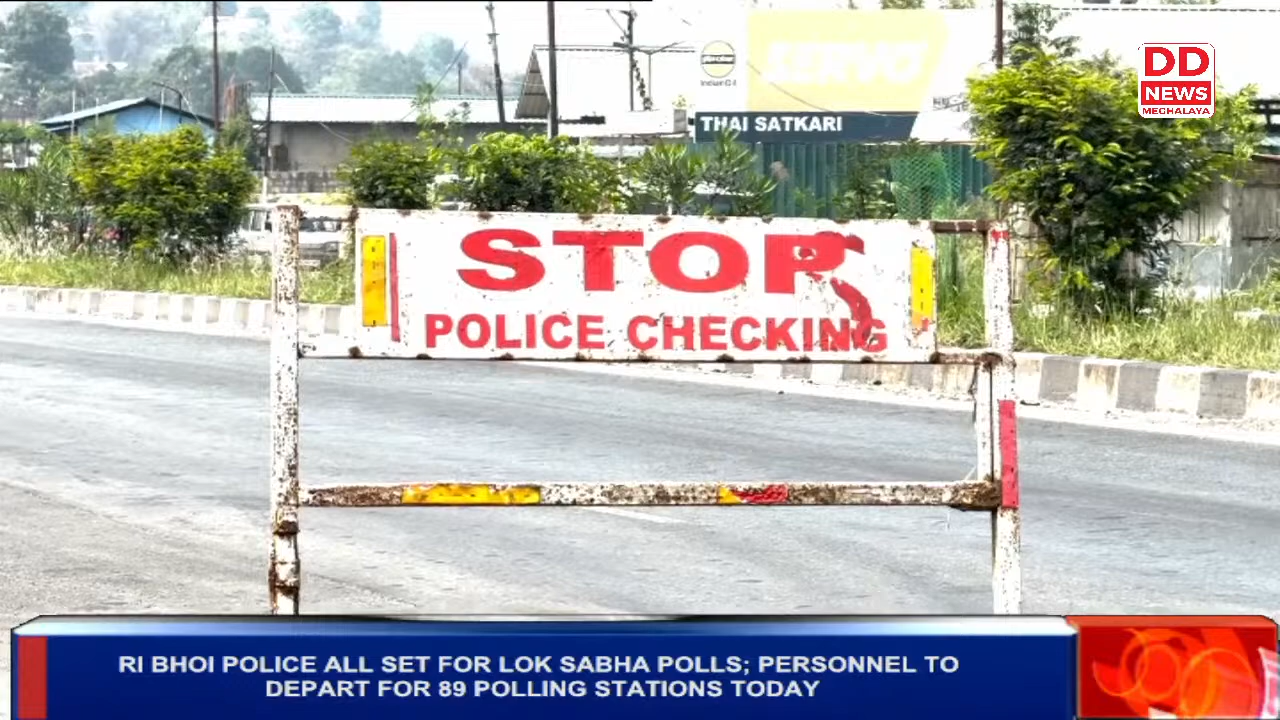 DD
NEWS
MEGHALAYA
IndianOil
SERVO
THAI SATKARI
STOP
POLICE CHECKING
RI BHOI POLICE ALL SET FOR LOK SABHA POLLS; PERSONNEL TO
DEPART FOR 89 POLLING STATIONS TODAY